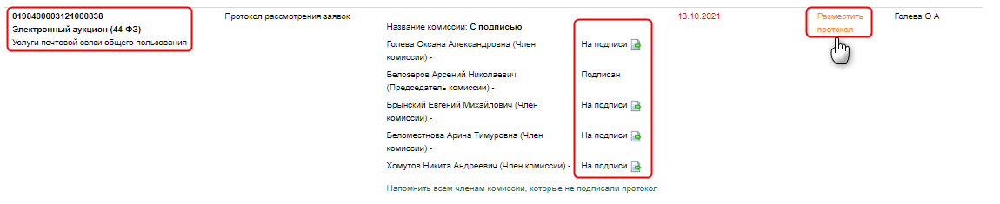 0198400003121000838
Электронный аукцион (44-ФЗ)
Услуги почтовой связи общего пользования
Протокол рассмотрения заявок
Название комиссии: С подписью
Голева Оксана Александровна (Член
комиссии) -
На подписи
Белозеров Арсений Николаевич
(Председатель комиссии) -
Подписан
Брынский Евгений Михайлович (Член
комиссии) -
На подписи
Беломестнова Арина Тимуровна (Член
комиссии) -
На подписи
Хомутов Никита Андреевич (Член комиссии) -
На подписи
Напомнить всем членам комиссии, которые не подписали протокол
13.10.2021
Разместить
протокол
Голева О А